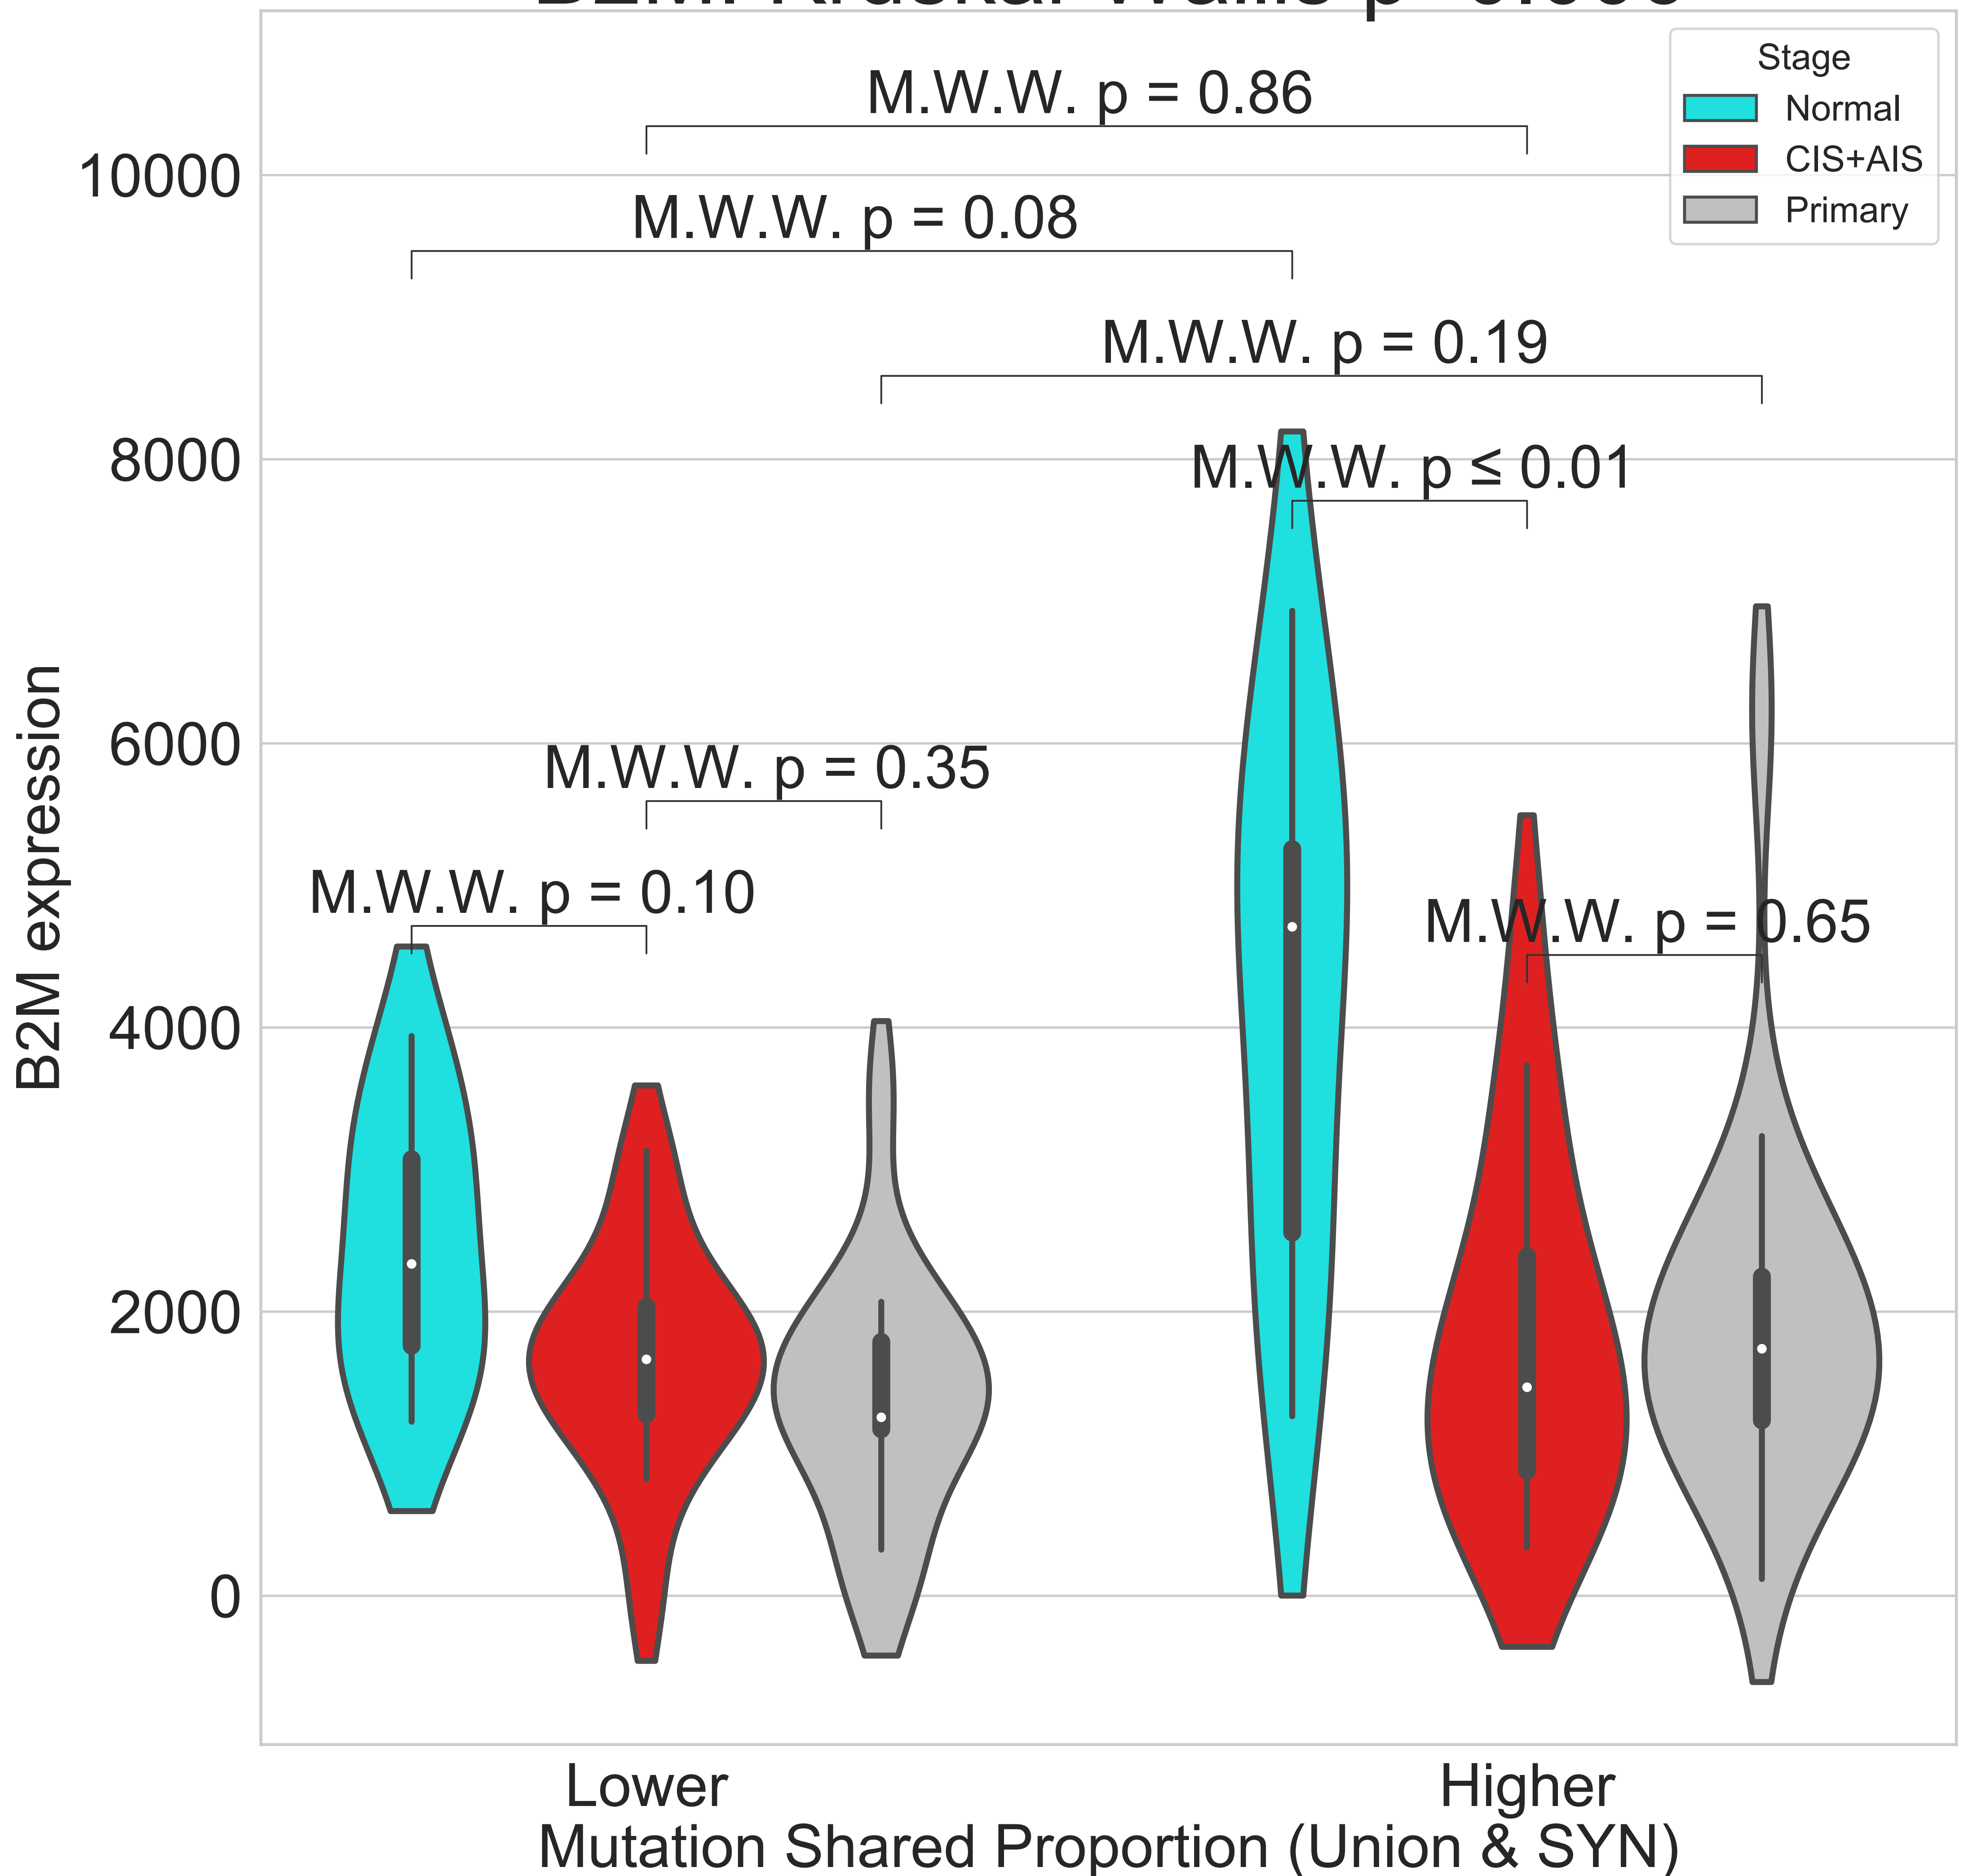 Stage
Normal
CIS+AIS
Primary
M.W.W. p = 0.86
M.W.W. p = 0.08
M.W.W. p = 0.19
M.W.W. p ≤ 0.01
M.W.W. p = 0.35
M.W.W. p = 0.10
M.W.W. p = 0.65
10000
8000
6000
4000
2000
0
B2M expression
Lower
Higher
Mutation Shared Proportion (Union & SYN)